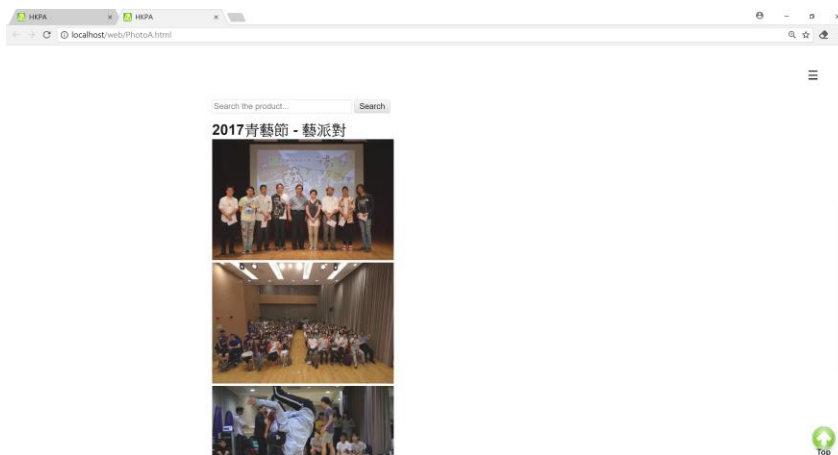 HKPA
HKPA
localhost/web/PhotoA.html
Search the product...
Search
2017青藝節 - 藝派對
Top